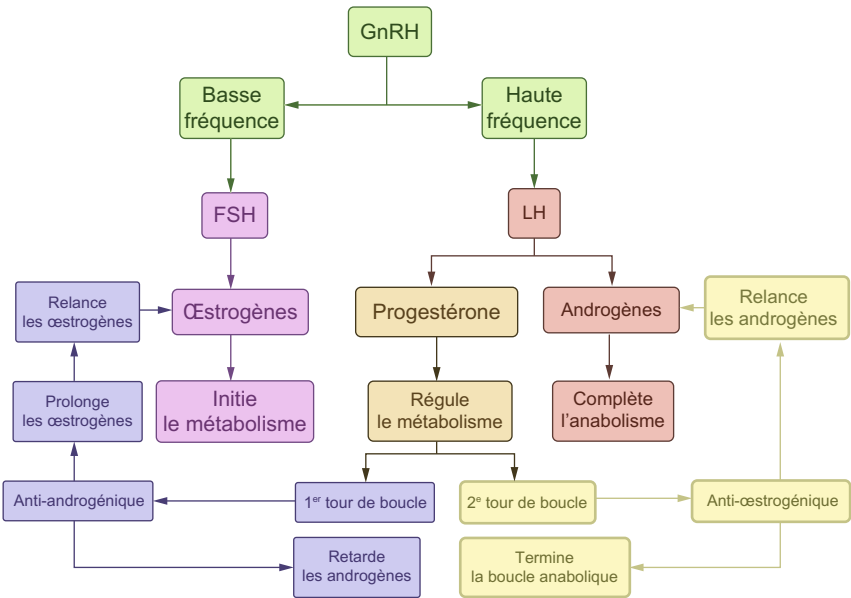 GnRH
Basse
fréquence
Haute
fréquence
FSH
LH
Relance
les œstrogènes
Œstrogènes
Progestérone
Androgènes
Relance
les androgènes
Prolonge
les œstrogènes
Initie
le métabolisme
Régule
le métabolisme
Complète
l’anabolisme
Anti-androgénique
1er tour de boucle
2e tour de boucle
Anti-œstrogénique
Retarde
les androgènes
Termine
la boucle anabolique